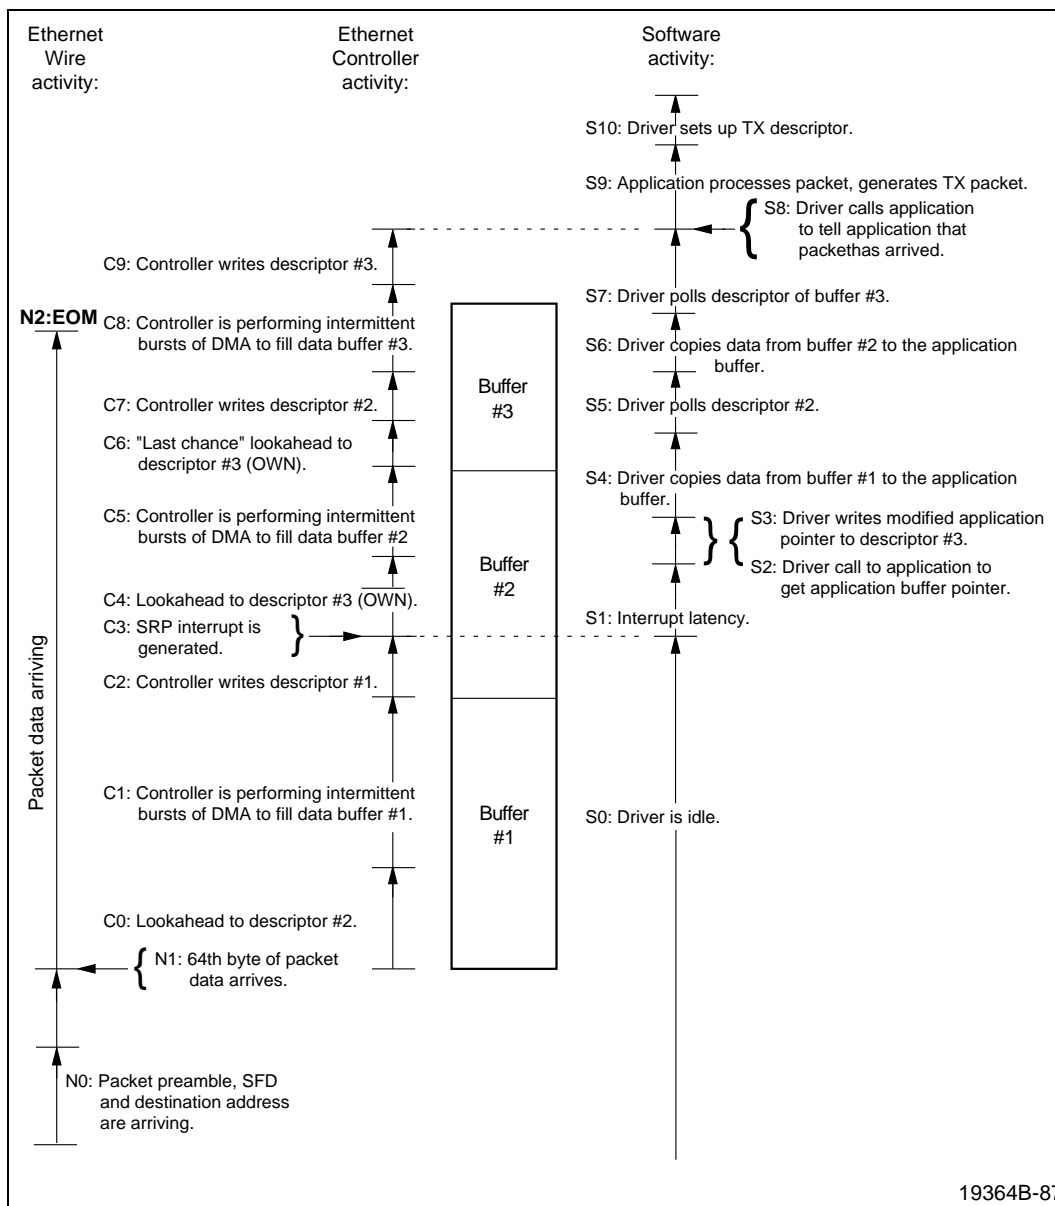 Ethernet
Wire
activity:
Ethernet
Controller
activity:
Software
activity:
S10: Driver sets up TX descriptor.
S9: Application processes packet, generates TX packet.
S8: Driver calls application
to tell application that
packethas arrived.
C9: Controller writes descriptor #3.
S7: Driver polls descriptor of buffer #3.
N2:EOM
C8: Controller is performing intermittent
bursts of DMA to fill data buffer #3.
S6: Driver copies data from buffer #2 to the application
buffer.
Buffer
#3
C7: Controller writes descriptor #2.
S5: Driver polls descriptor #2.
C6: "Last chance" lookahead to
descriptor #3 (OWN).
S4: Driver copies data from buffer #1 to the application
buffer.
C5: Controller is performing intermittent
bursts of DMA to fill data buffer #2
S3: Driver writes modified application
pointer to descriptor #3.
Buffer
#2
S2: Driver call to application to
get application buffer pointer.
C4: Lookahead to descriptor #3 (OWN).
S1: Interrupt latency.
C3: SRP interrupt is
generated.
C2: Controller writes descriptor #1.
Packet data arriving
C1: Controller is performing intermittent
bursts of DMA to fill data buffer #1.
Buffer
#1
S0: Driver is idle.
C0: Lookahead to descriptor #2.
N1: 64th byte of packet
data arrives.
N0: Packet preamble, SFD
and destination address
are arriving.
19364B-87